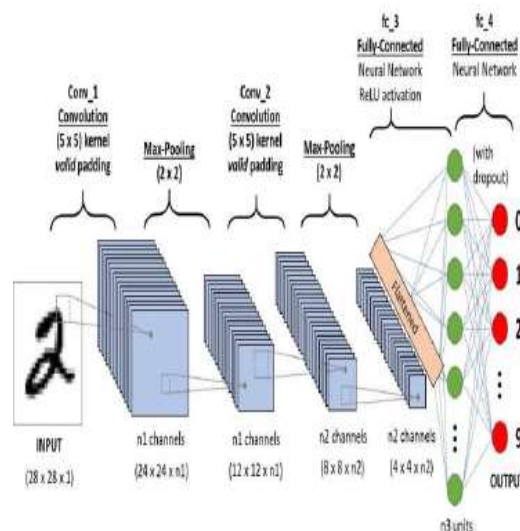 fc_3
Fully-Connected
Neural Network
ReLU activation
fc_4
Fully-Connected
Neural Network
Conv_1
Convolution
(5 x 5) kernel
valid padding
Max-Pooling
(2 x 2)
Conv_2
Convolution
(5 x 5) kernel
valid padding
Max-Pooling
(2 x 2)
(with
dropout)
Flattened
2
0
1
2
9
INPUT
(28 x 28 x 1)
n1 channels
(24 x 24 x n1)
n1 channels
(12 x 12 x n1)
n2 channels
(8 x 8 x n2)
n2 channels
(4 x 4 x n2)
OUTPUT
n3 units